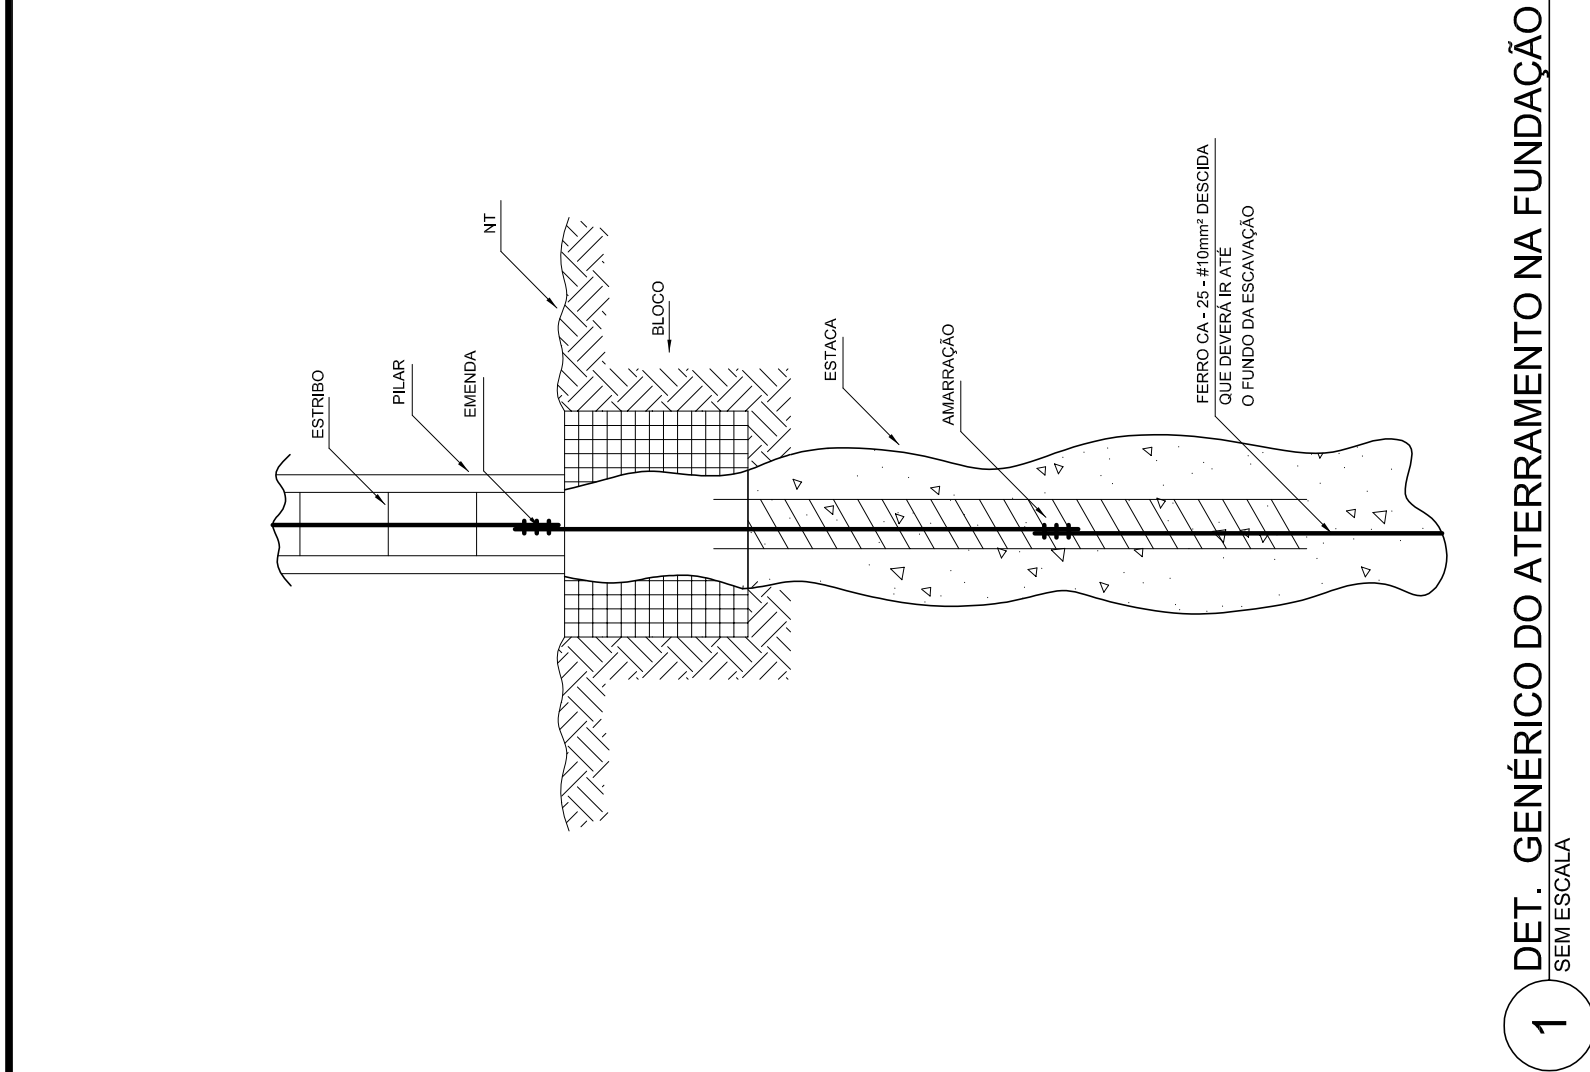 ESTRIBO
PILAR
EMENDA
NT
BLOCO
ESTACA
AMARRAÇÃO
FERRO CA - 25 - #10mm² DESCIDA
QUE DEVERÁ IR ATÉ
O FUNDO DA ESCAVAÇÃO
1
DET. GENÉRICO DO ATERRAMENTO NA FUNDAÇÃO
SEM ESCALA